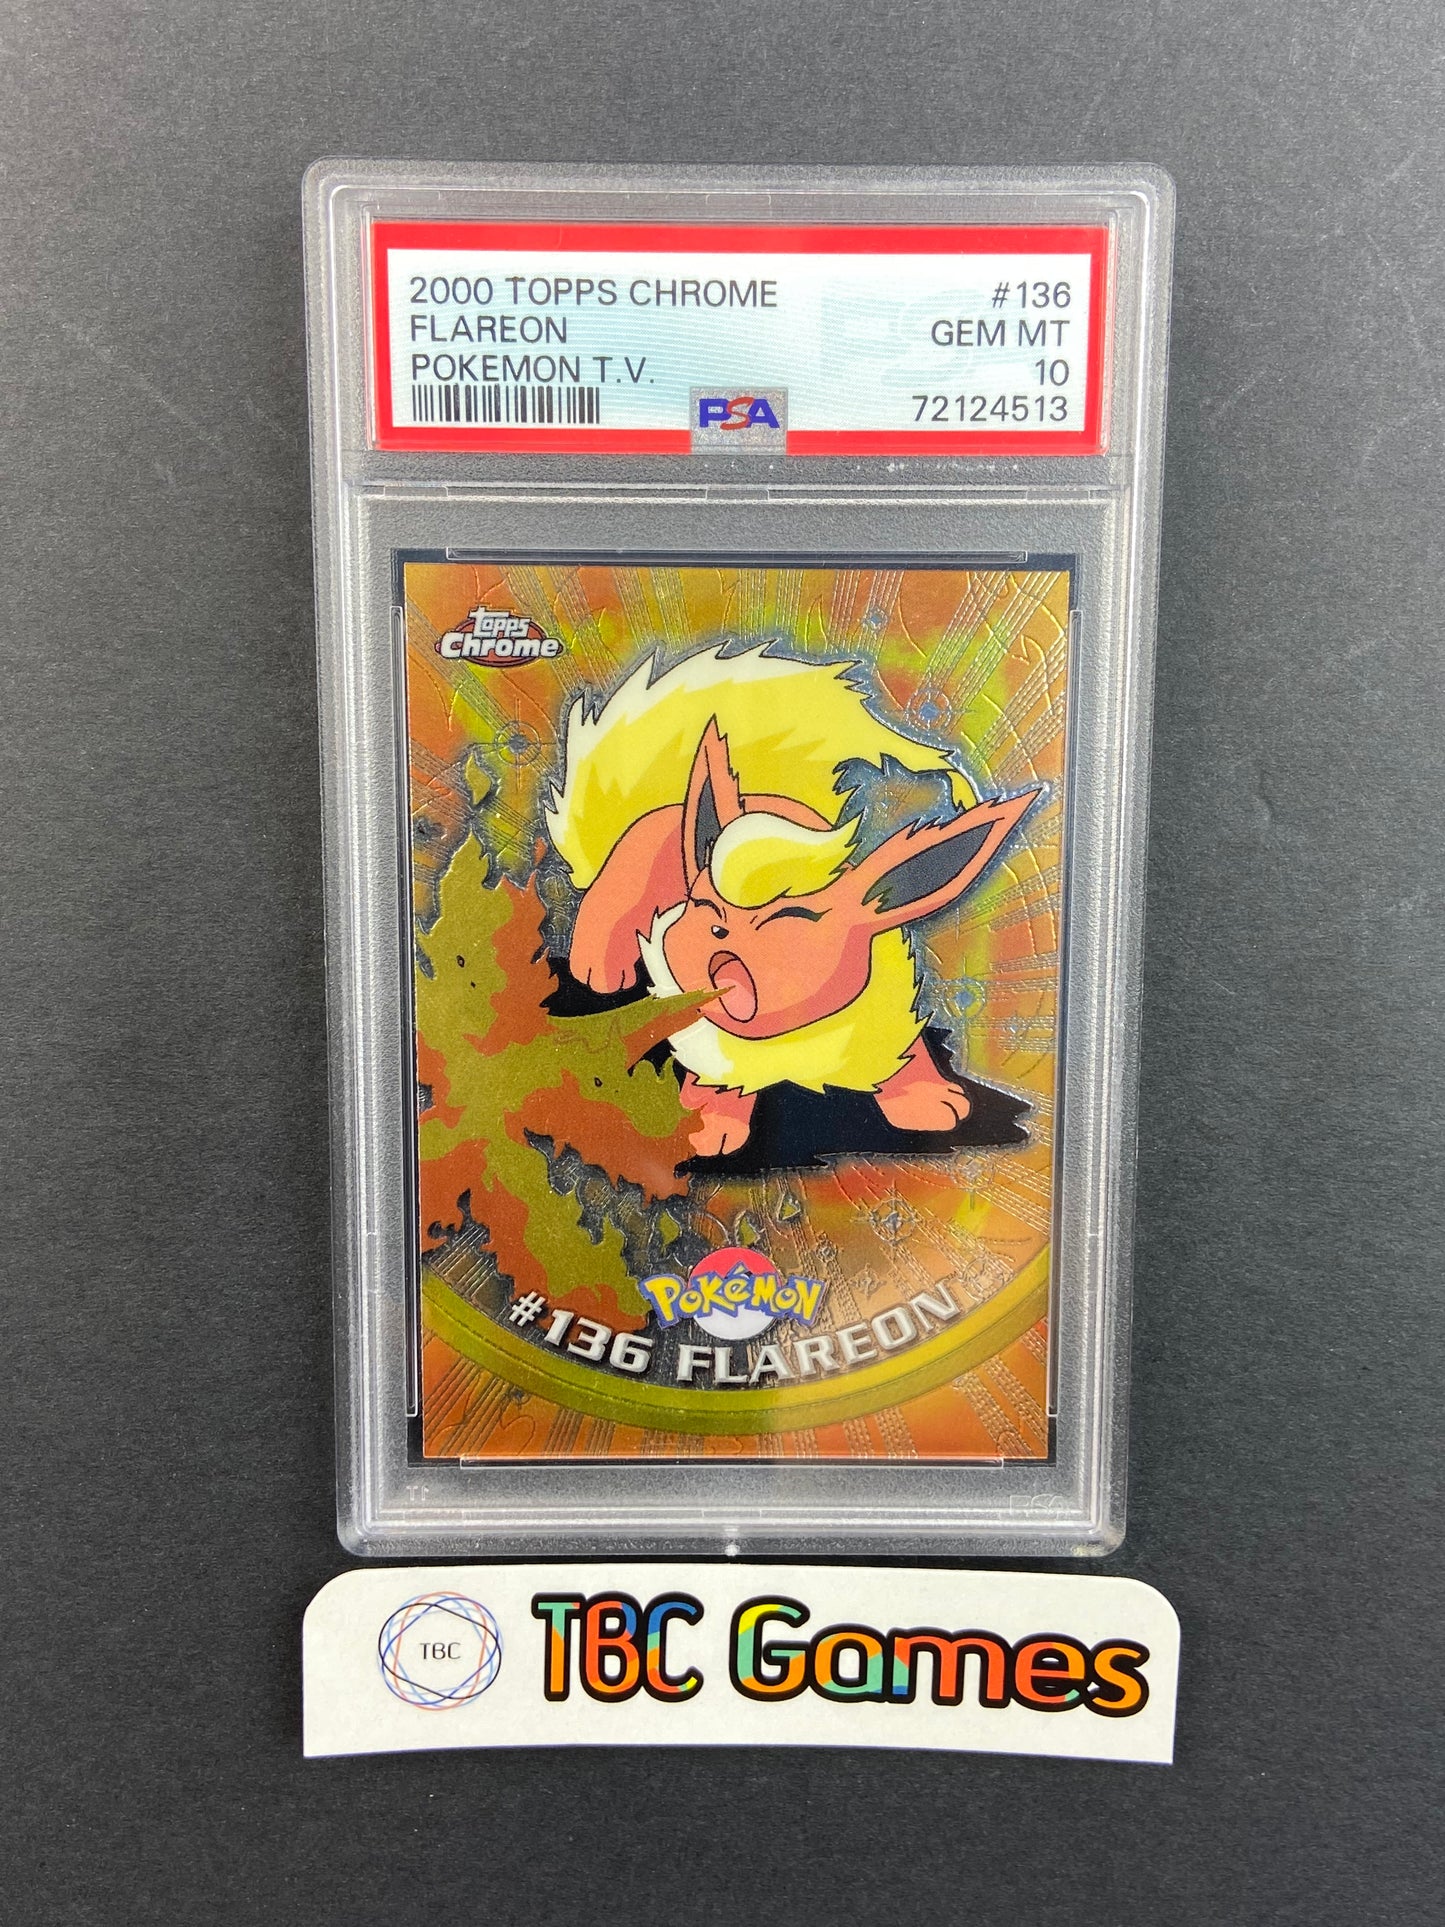 2000 TOPPS CHROME #136
FLAREON GEM MT
POKEMON T.V. 10
PSA 72124513
topps
Chrome
POKéMON
#136 FLAREON
TBC TBC Games